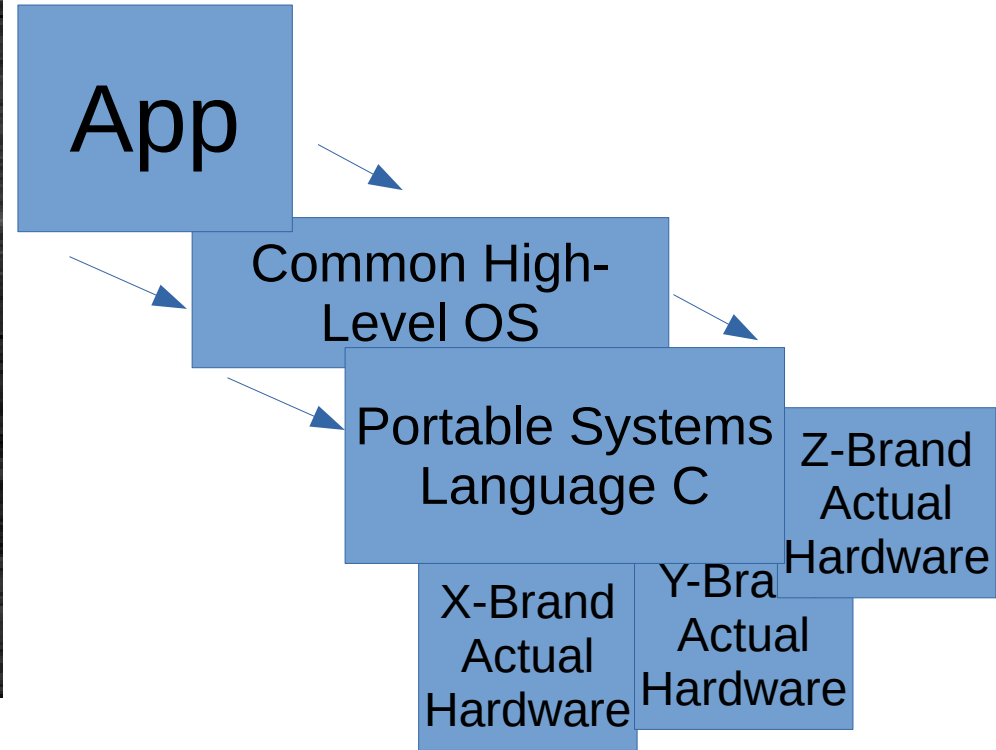 App
Common High-
Level OS
Portable Systems
Language C
Z-Brand
Actual
Hardware
X-Brand
Actual
Hardware
Y-Bra
Actual
Hardware